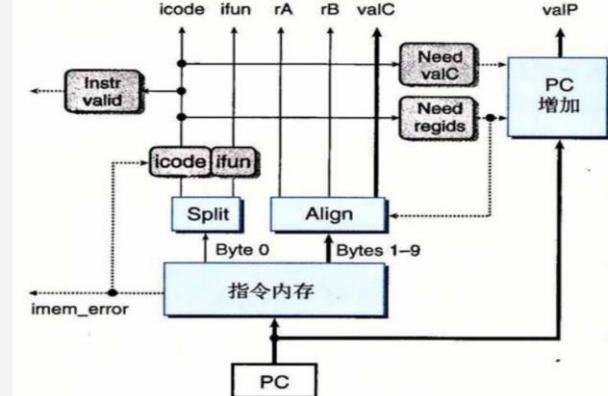 icode ifun rA rB valC valP
Need
valC
Instr
valid
PC
增加
Need
regids
icode ifun
Split
Align
Byte 0
Bytes 1–9
指令内存
imem_error
PC